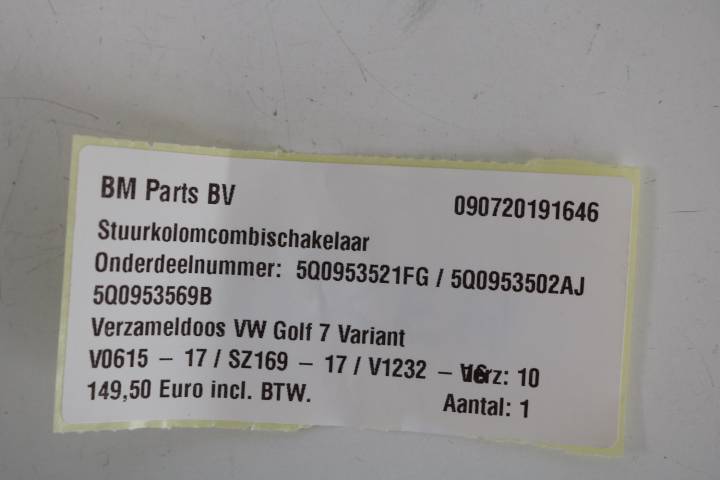 BM Parts BV
090720191646
Stuurkolomcombischakelaar
Onderdeelnummer: 5Q0953521FG / 5Q0953502AJ
5Q0953569B
Verzameldoos VW Golf 7 Variant
V0615 – 17 / SZ169 – 17 / V1232 – Verz: 10
149,50 Euro incl. BTW.
Aantal: 1